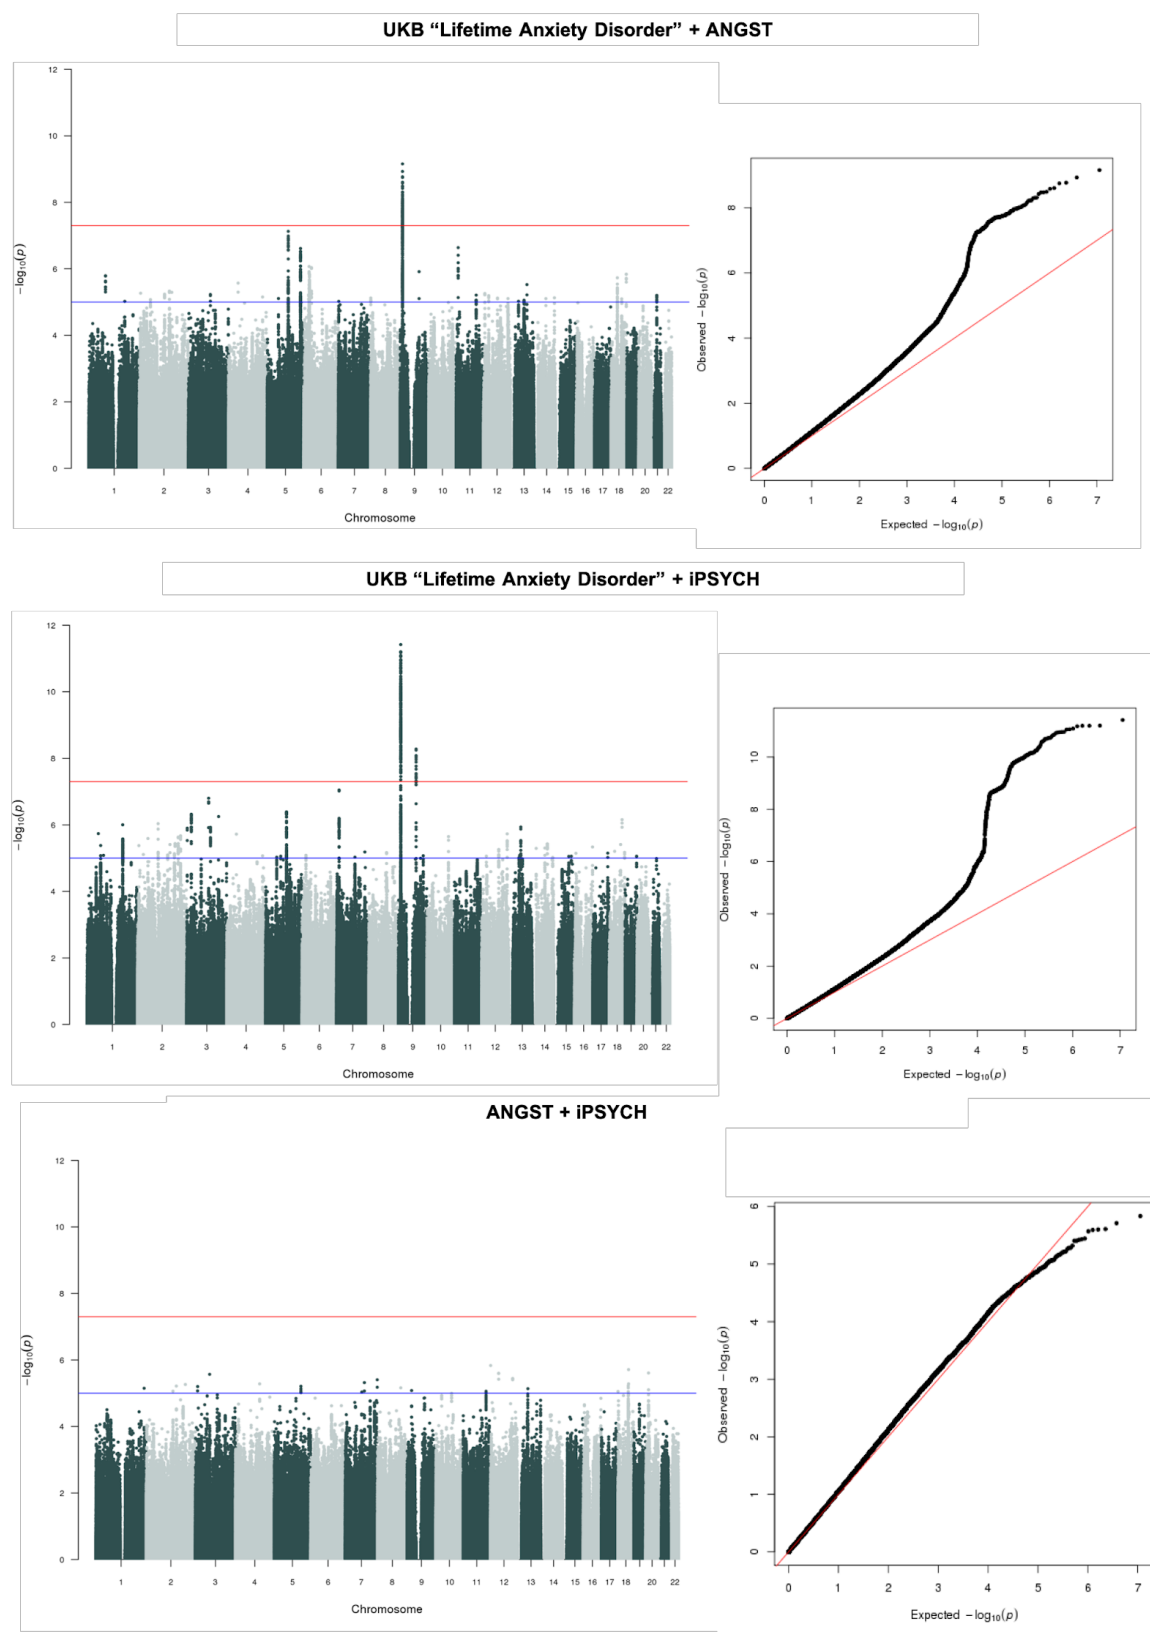 UKB “Lifetime Anxiety Disorder” + ANGST
12
10
8
6
4
2
0
−log10(p)
1 2 3 4 5 6 7 8 9 10 11 12 13 14 15 16 17 18 20 22
Chromosome
8
6
4
2
0
Observed −log10(p)
0 1 2 3 4 5 6 7
Expected −log10(p)
UKB “Lifetime Anxiety Disorder” + iPSYCH
12
10
8
6
4
2
0
−log10(p)
1 2 3 4 5 6 7 8 9 10 11 12 13 14 15 16 17 18 20 22
Chromosome
10
8
6
4
2
0
Observed −log10(p)
0 1 2 3 4 5 6 7
Expected −log10(p)
ANGST + iPSYCH
12
10
8
6
4
2
0
−log10(p)
1 2 3 4 5 6 7 8 9 10 11 12 13 14 15 16 17 18 20 22
Chromosome
6
5
4
3
2
1
0
Observed −log10(p)
0 1 2 3 4 5 6 7
Expected −log10(p)